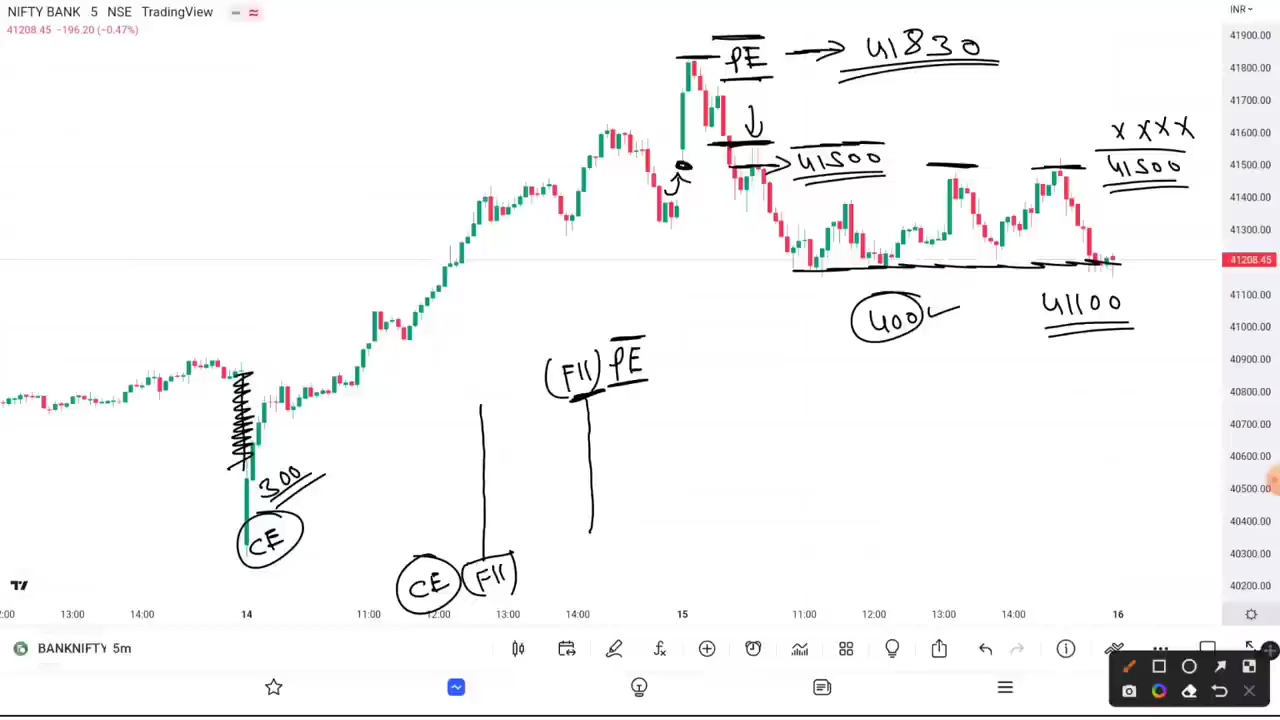 NIFTY BANK 5 NSE TradingView
41208.45 -196.20 (-0.47%)
INR
41900.00
41800.00
41700.00
41600.00
41500.00
41400.00
41300.00
41208.45
41100.00
41000.00
40900.00
40800.00
40700.00
40600.00
40500.00
40400.00
40300.00
40200.00
PE → 41830
41500
xxxx
41500
400
41100
(FII) PE
300
CE
CE (FII)
2:00 13:00 14:00 14 11:00 12:00 13:00 14:00 15 11:00 12:00 13:00 14:00 16
BANKNIFTY 5m